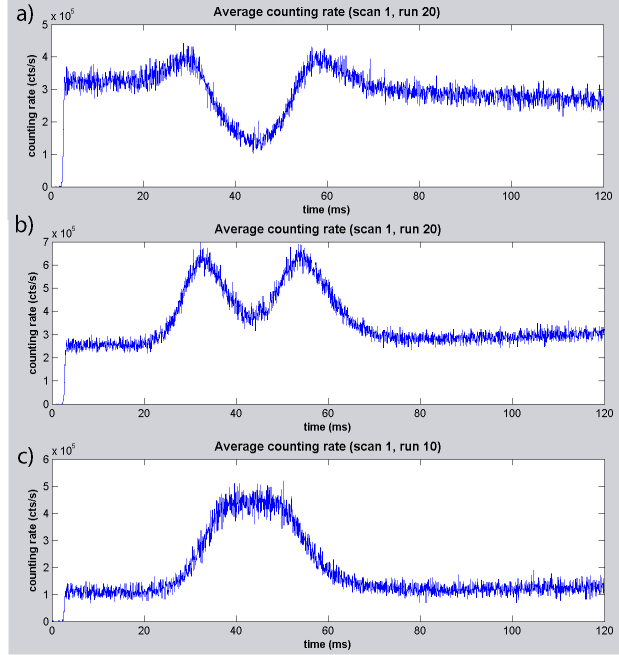 a)
Average counting rate (scan 1, run 20)
x 10^5
counting rate (cts/s)
5
4
3
2
1
0
0 20 40 60 80 100 120
time (ms)
b)
Average counting rate (scan 1, run 20)
x 10^5
counting rate (cts/s)
7
6
5
4
3
2
1
0
0 20 40 60 80 100 120
time (ms)
c)
Average counting rate (scan 1, run 10)
x 10^5
counting rate (cts/s)
6
5
4
3
2
1
0
0 20 40 60 80 100 120
time (ms)